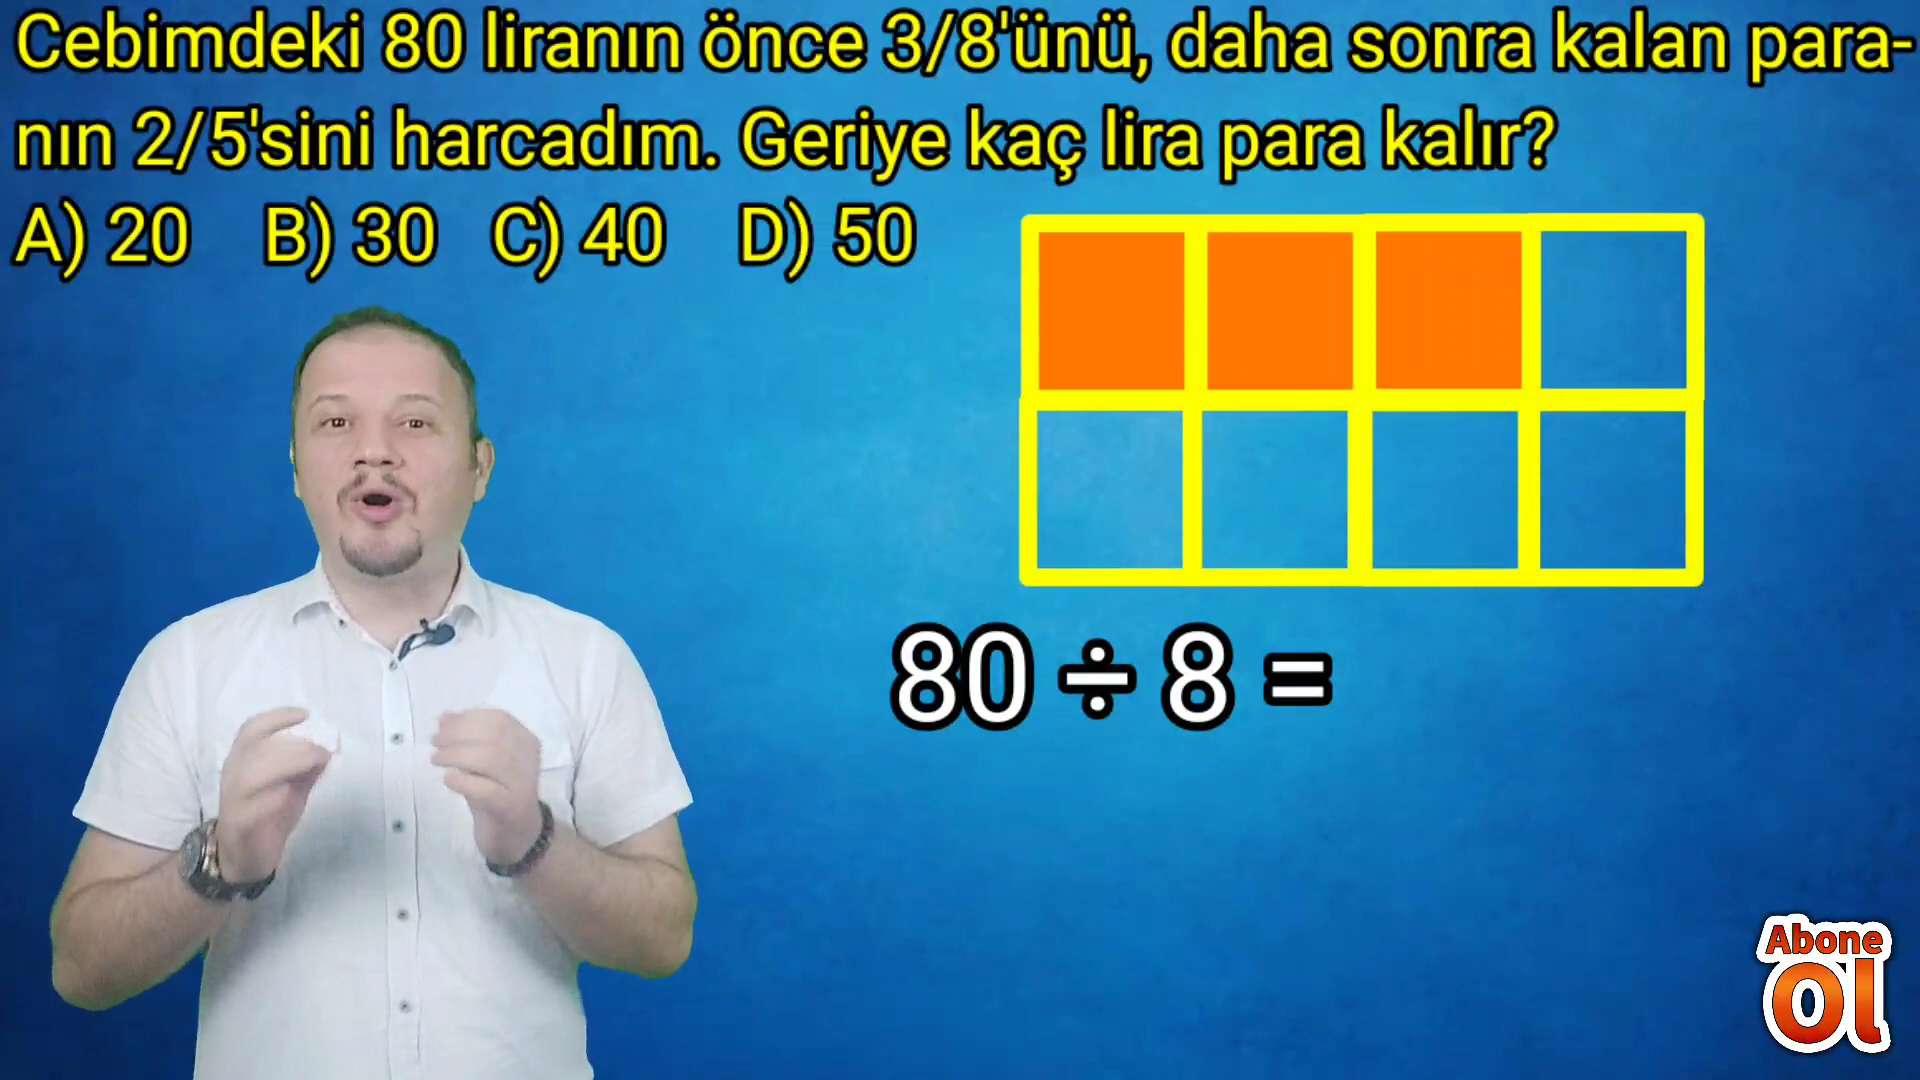 Cebimdeki 80 liranın önce 3/8'ünü, daha sonra kalan para-
nın 2/5'sini harcadım. Geriye kaç lira para kalır?
A) 20 B) 30 C) 40 D) 50
80 ÷ 8 =
Abone
Ol